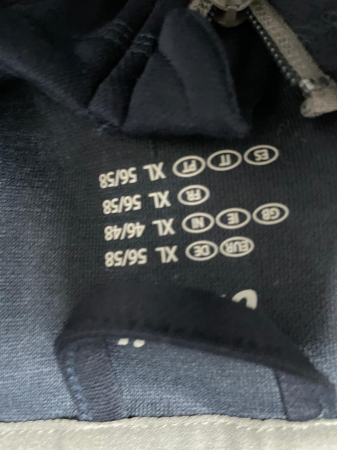 EUR DE XL 56/58
GB IE NI XL 46/48
FR XL 56/58
ES IT PT XL 56/58